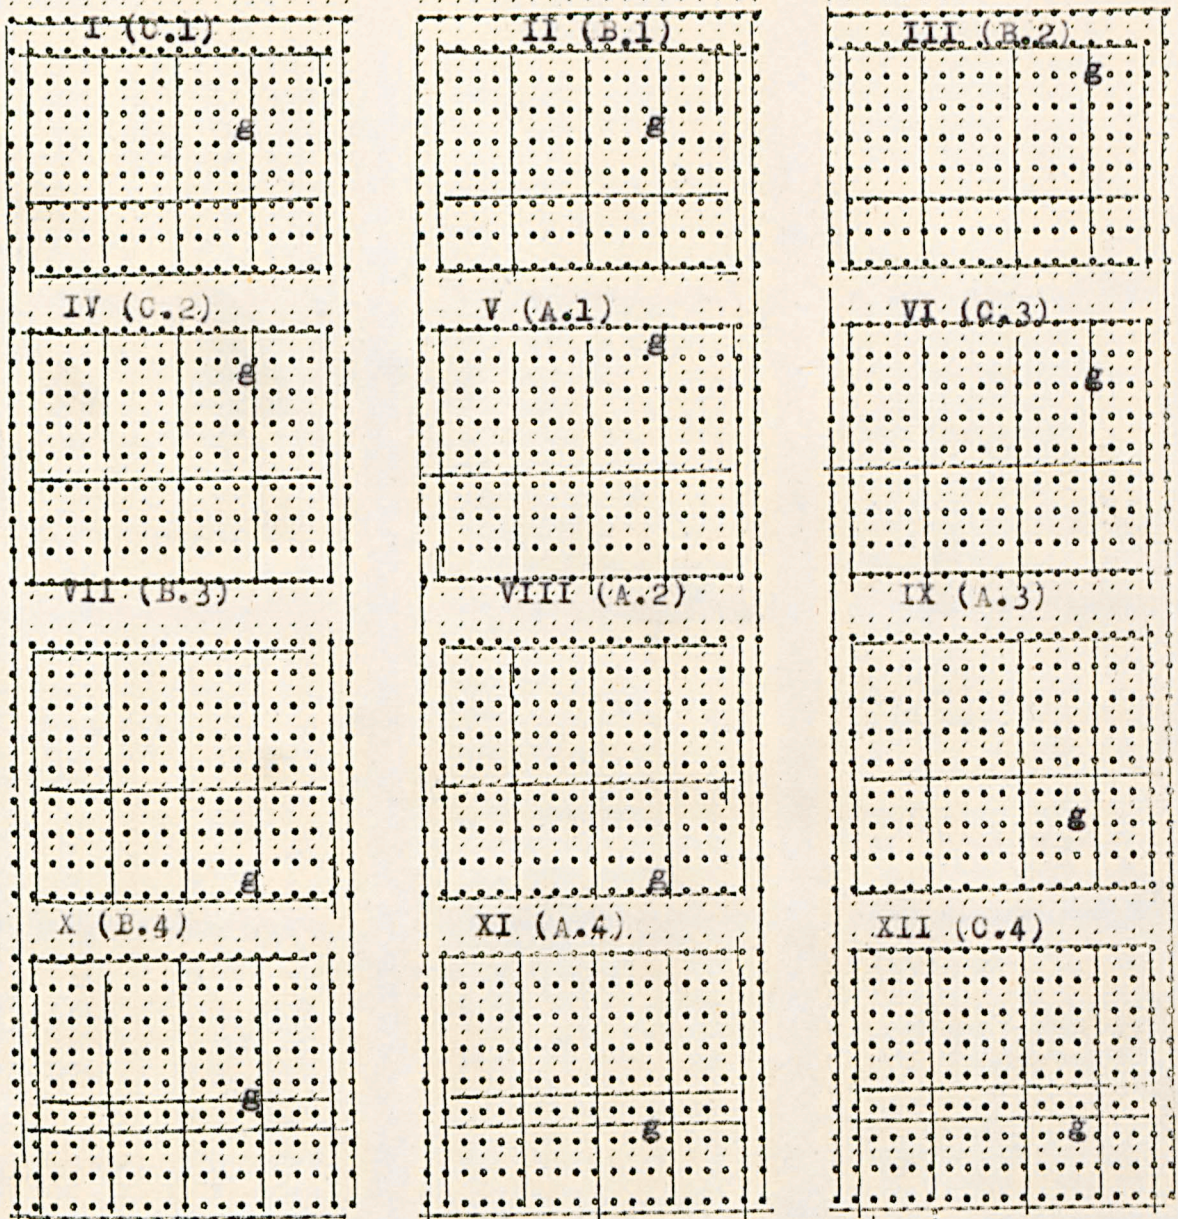 I (C.1) II (B.1) III (B.2)
g
g g
IV (C.2) V (A.1) VI (C.3)
g
g g
VII (B.3) VIII (A.2) IX (A.3)
g
g g
X (B.4) XI (A.4) XII (C.4)
g
g g